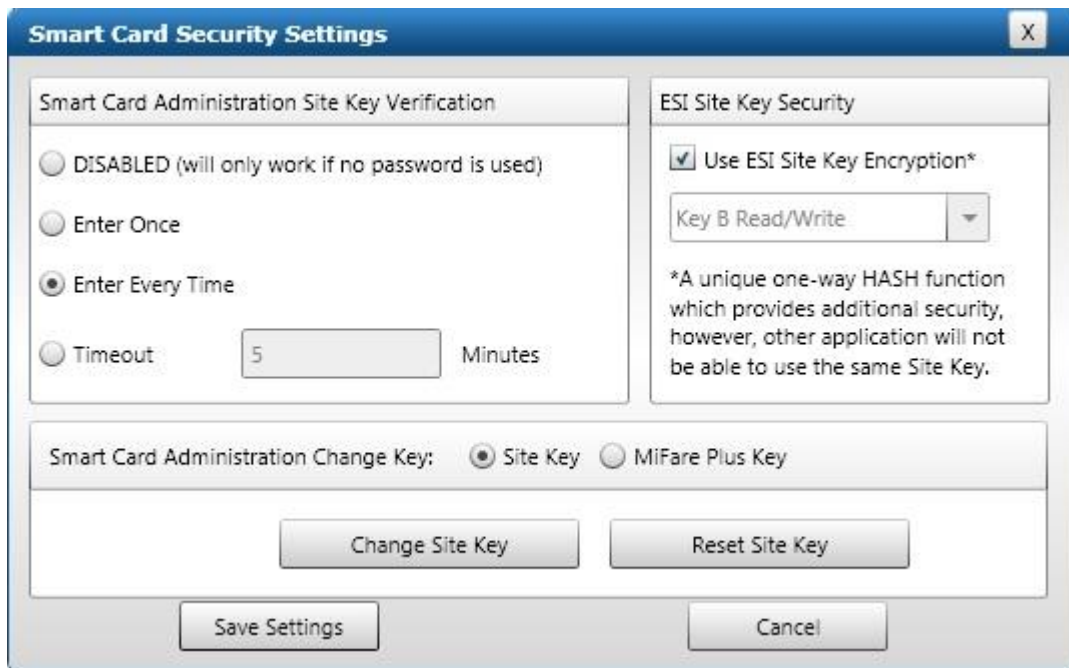 Smart Card Security Settings
X
Smart Card Administration Site Key Verification
DISABLED (will only work if no password is used)
Enter Once
Enter Every Time
Timeout 5 Minutes
ESI Site Key Security
Use ESI Site Key Encryption*
Key B Read/Write
*A unique one-way HASH function
which provides additional security,
however, other application will not
be able to use the same Site Key.
Smart Card Administration Change Key: Site Key MiFare Plus Key
Change Site Key Reset Site Key
Save Settings Cancel